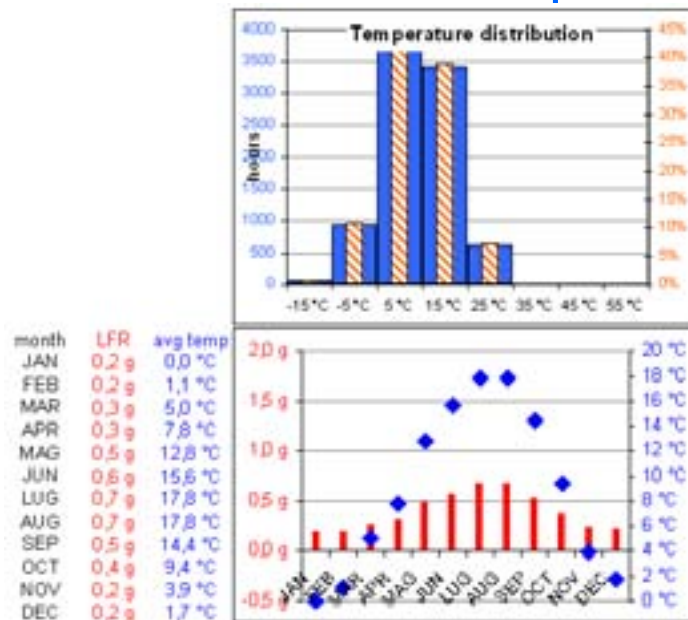 Temperature distribution
4000
3500
3000
2500
2000
1500
1000
500
0
hours
45%
40%
35%
30%
25%
20%
15%
10%
5%
0%
-15 °C -5 °C 5 °C 15 °C 25 °C 35 °C 45 °C 55 °C
month LFR avg temp
JAN 0,2 g 0,0 °C
FEB 0,2 g 1,1 °C
MAR 0,3 g 5,0 °C
APR 0,3 g 7,8 °C
MAG 0,5 g 12,8 °C
JUN 0,6 g 15,6 °C
LUG 0,7 g 17,8 °C
AUG 0,7 g 17,8 °C
SEP 0,5 g 14,4 °C
OCT 0,4 g 9,4 °C
NOV 0,2 g 3,9 °C
DEC 0,2 g 1,7 °C
2,0 g
1,5 g
1,0 g
0,5 g
0,0 g
-0,5 g
20 °C
18 °C
16 °C
14 °C
12 °C
10 °C
8 °C
6 °C
4 °C
2 °C
0 °C
JAN FEB MAR APR MAG JUN LUG AUG SEP OCT NOV DEC